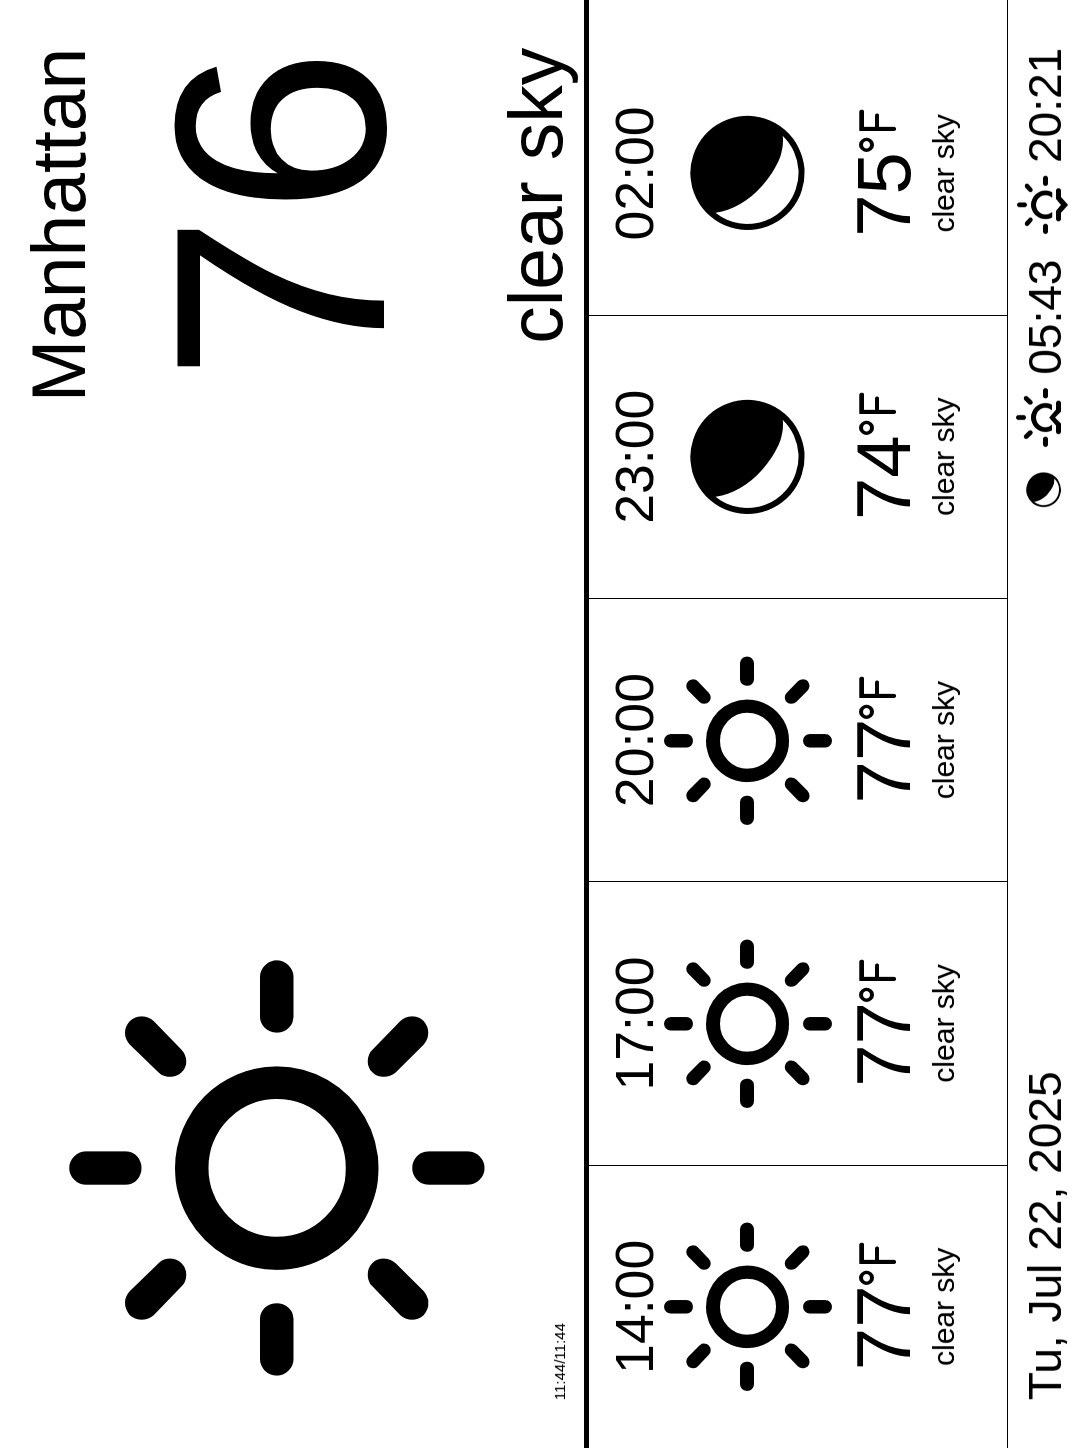 Manhattan
76
clear sky
11:44/11:44
14:00 17:00 20:00 23:00 02:00
77°F 77°F 77°F 74°F 75°F
clear sky clear sky clear sky clear sky clear sky
Tu, Jul 22, 2025 05:43 20:21